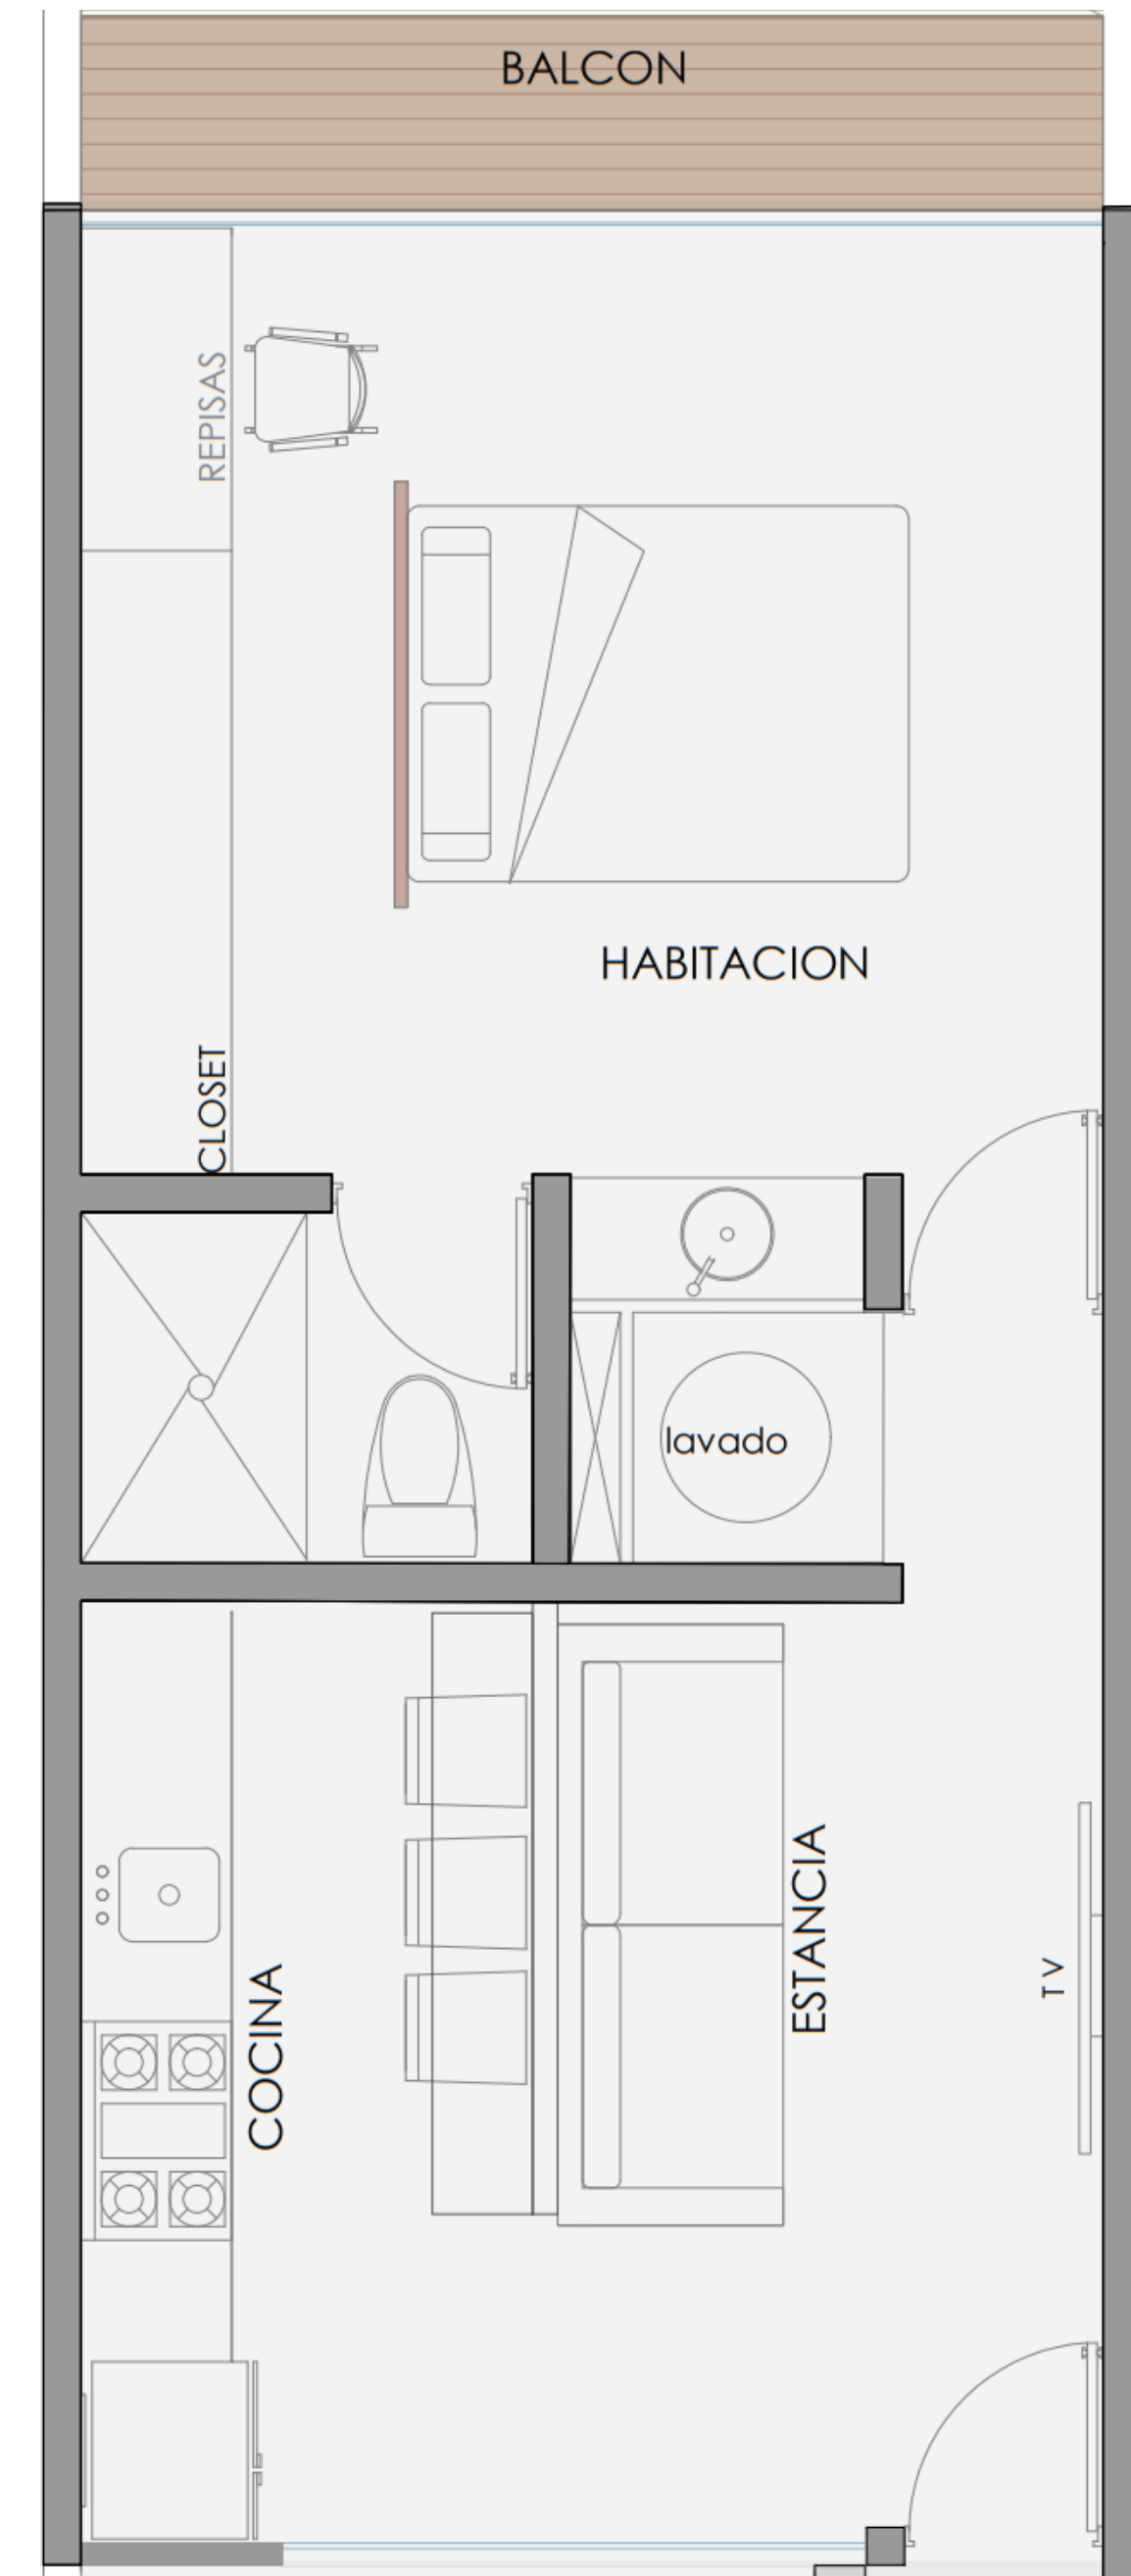 BALCON
REPISAS
HABITACION
CLOSET
lavado
ESTANCIA
TV
COCINA